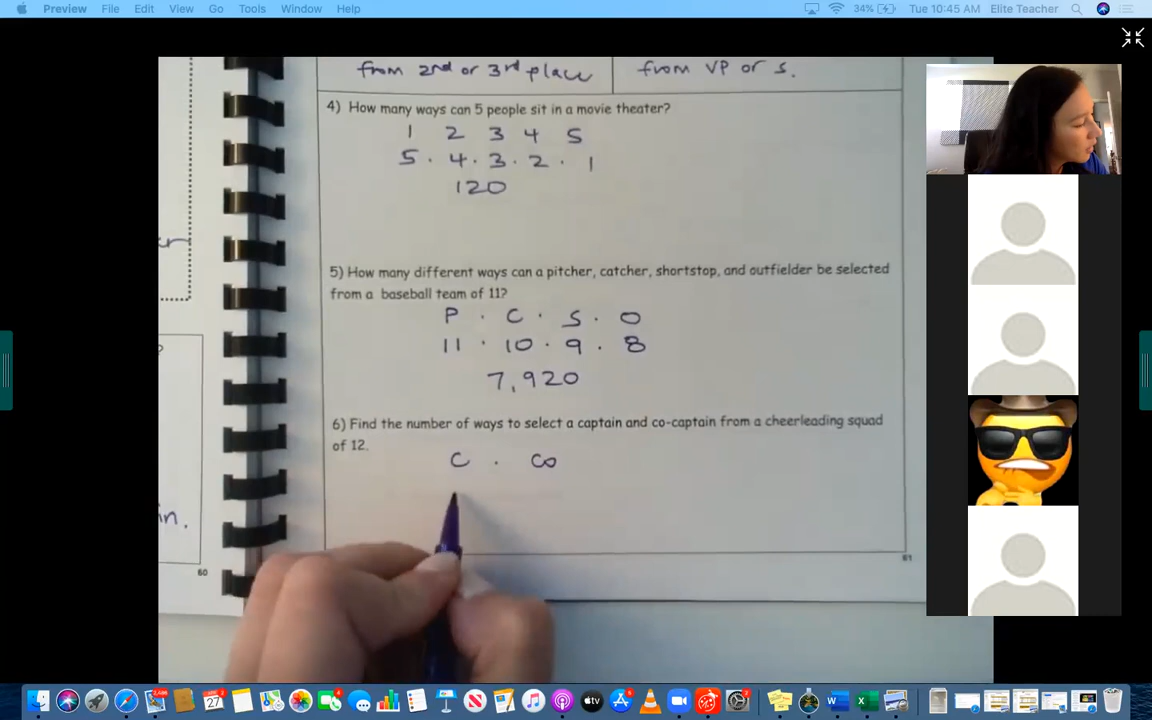 Preview File Edit View Go Tools Window Help 34% Tue 10:45 AM Elite Teacher
from 2nd or 3rd place
from VP or S.
4) How many ways can 5 people sit in a movie theater?
1 2 3 4 5
5 · 4 · 3 · 2 · 1
120
5) How many different ways can a pitcher, catcher, shortstop, and outfielder be selected
from a baseball team of 11?
P · C · S · O
11 · 10 · 9 · 8
7,920
6) Find the number of ways to select a captain and co-captain from a cheerleading squad
of 12.
C · Co
in.
60
61